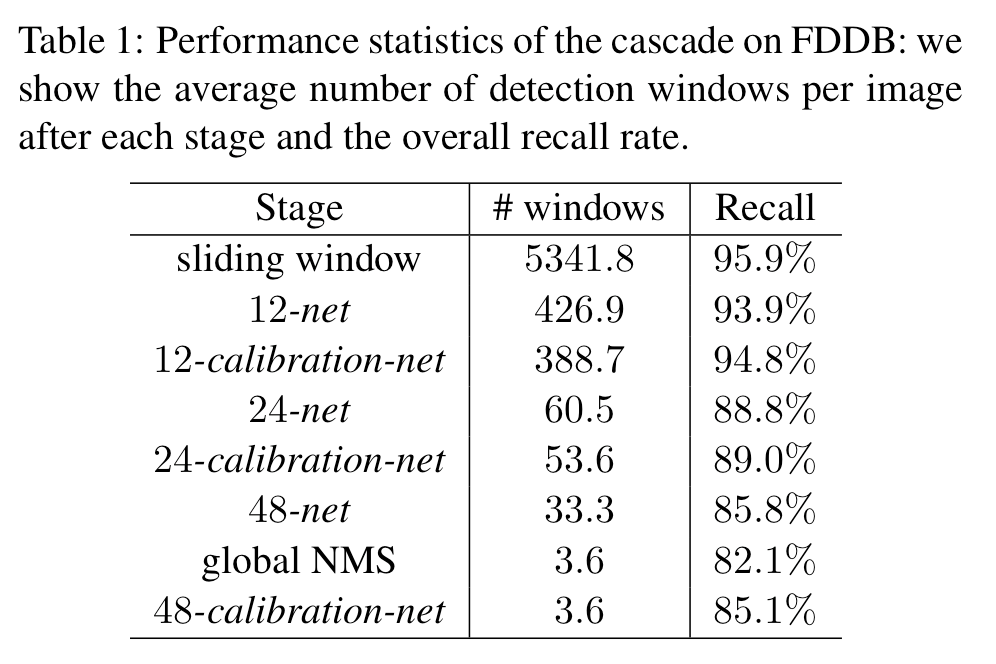 Table 1: Performance statistics of the cascade on FDDB: we
show the average number of detection windows per image
after each stage and the overall recall rate.
Stage # windows Recall
sliding window 5341.8 95.9%
12-net 426.9 93.9%
12-calibration-net 388.7 94.8%
24-net 60.5 88.8%
24-calibration-net 53.6 89.0%
48-net 33.3 85.8%
global NMS 3.6 82.1%
48-calibration-net 3.6 85.1%